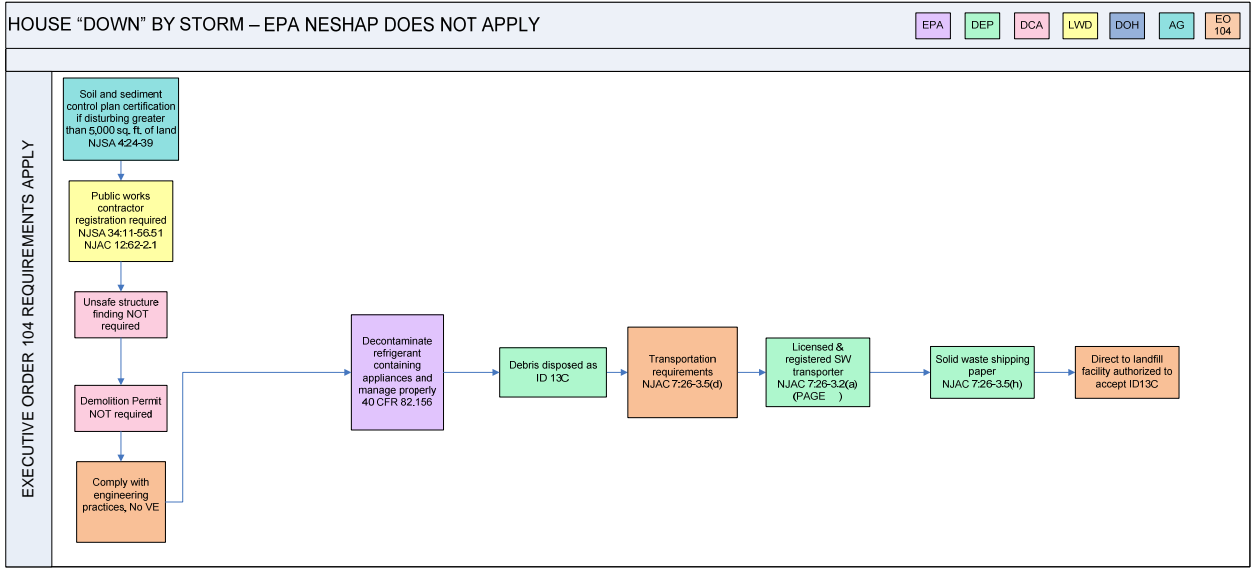 HOUSE “DOWN” BY STORM – EPA NESHAP DOES NOT APPLY
EPA
DEP
DCA
LWD
DOH
AG
EO
104
EXECUTIVE ORDER 104 REQUIREMENTS APPLY
Soil and sediment
control plan certification
if disturbing greater
than 5,000 sq. ft. of land
NJSA 4:24-39
Public works
contractor
registration required
NJSA 34:11-56.51
NJAC 12:62-2.1
Unsafe structure
finding NOT
required
Demolition Permit
NOT required
Comply with
engineering
practices, No VE
Decontaminate
refrigerant
containing
appliances and
manage properly
40 CFR 82.156
Debris disposed as
ID 13C
Transportation
requirements
NJAC 7:26-3.5(d)
Licensed &
registered SW
transporter
NJAC 7:26-3.2(a)
(PAGE    )
Solid waste shipping
paper
NJAC 7:26-3.5(h)
Direct to landfill
facility authorized to
accept ID13C